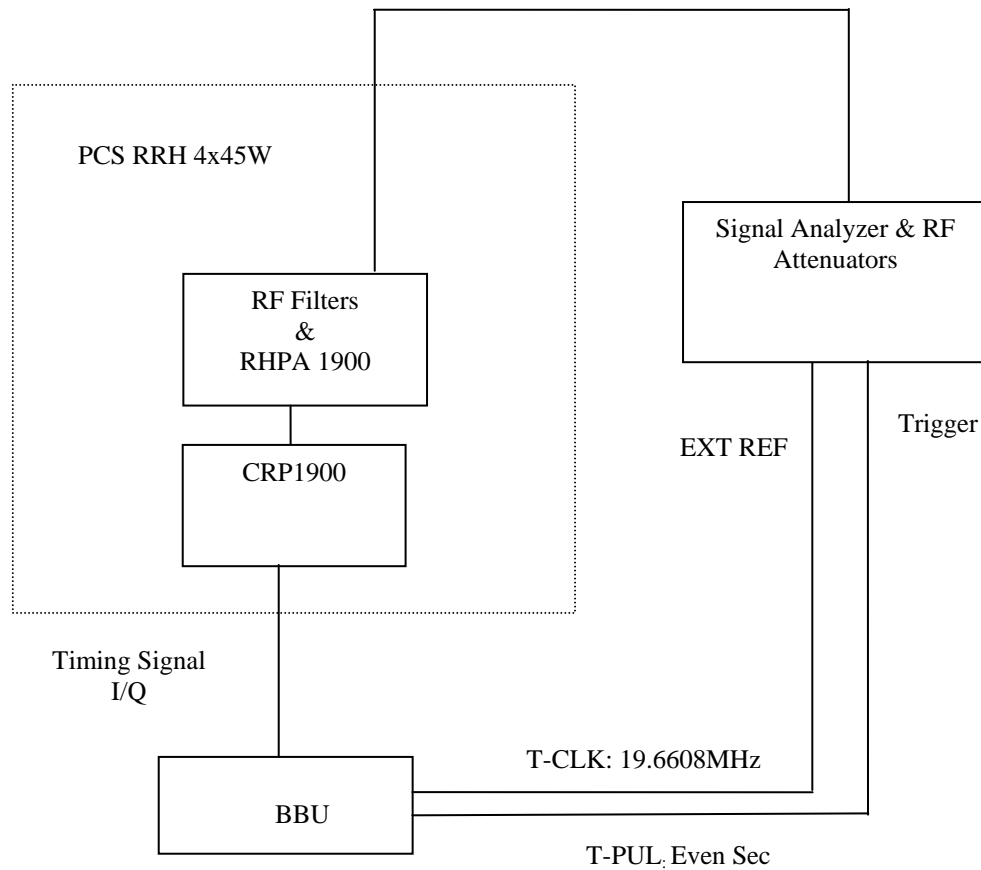 PCS RRH 4x45W
Signal Analyzer & RF
Attenuators
RF Filters
&
RHPA 1900
Trigger
EXT REF
CRP1900
Timing Signal
I/Q
T-CLK: 19.6608MHz
BBU
T-PUL: Even Sec